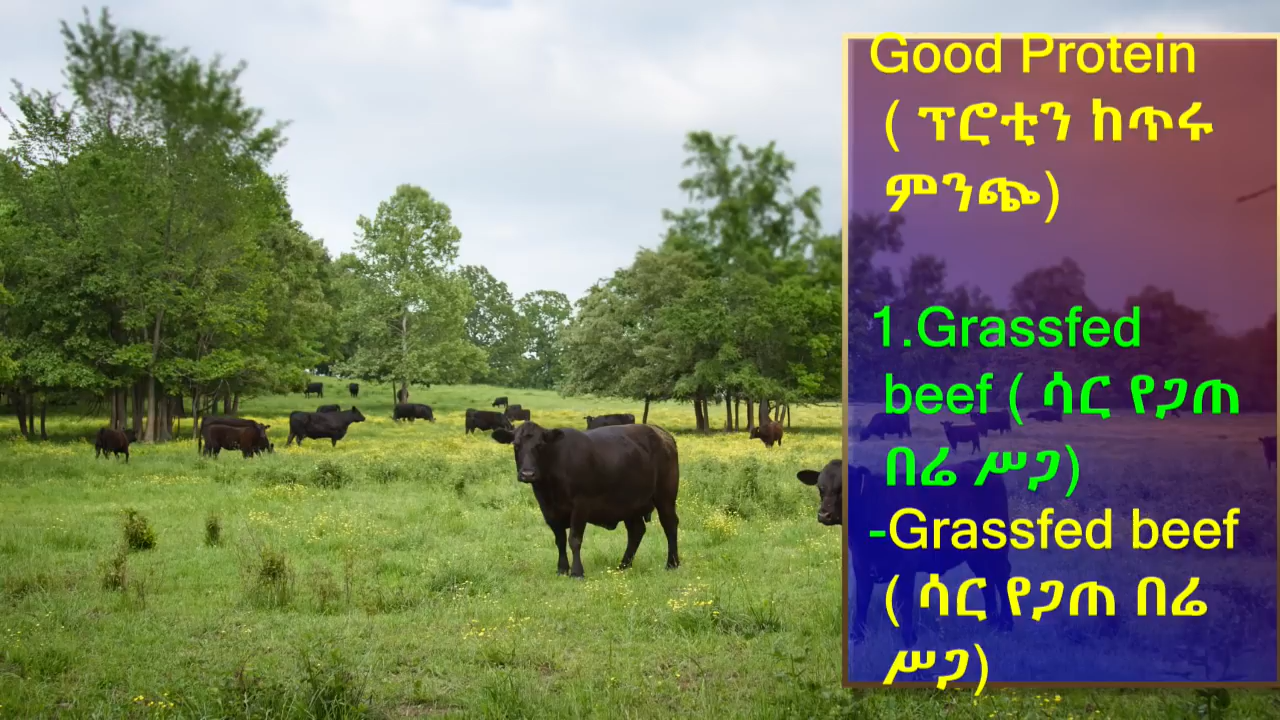 Good Protein
( ፕሮቲን ከጥሩ
ምንጭ)
1.Grassfed
beef ( ሳር የጋጠ
በሬ ሥጋ)
-Grassfed beef
( ሳር የጋጠ በሬ
ሥጋ)